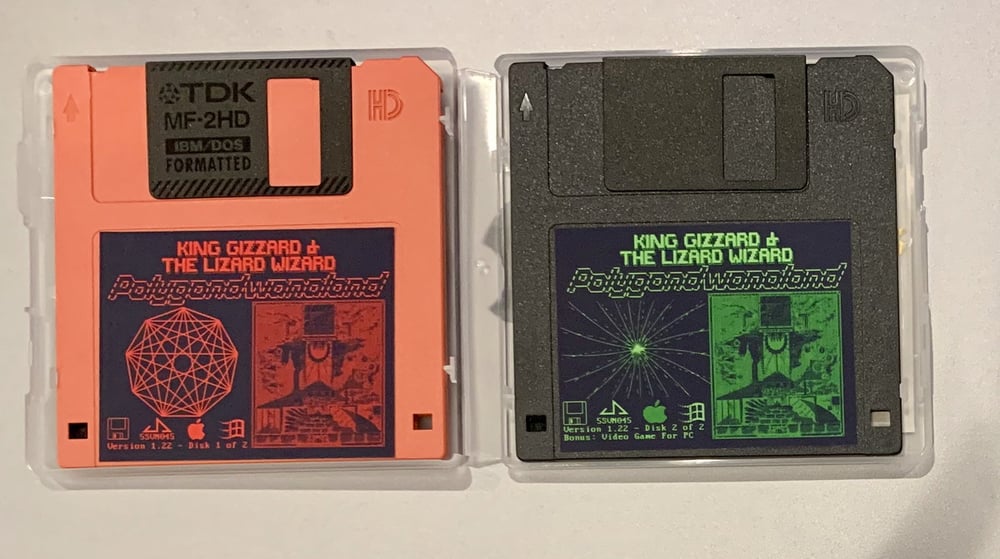 TDK
MF-2HD
IBM/DOS
FORMATTED
HD
KING GIZZARD &
THE LIZARD WIZARD
Polygondwanaland
SSVN045
Version 1.22 - Disk 1 of 2
HD
KING GIZZARD &
THE LIZARD WIZARD
Polygondwanaland
SSVN045
Version 1.22 - Disk 2 of 2
Bonus: Video Game For PC